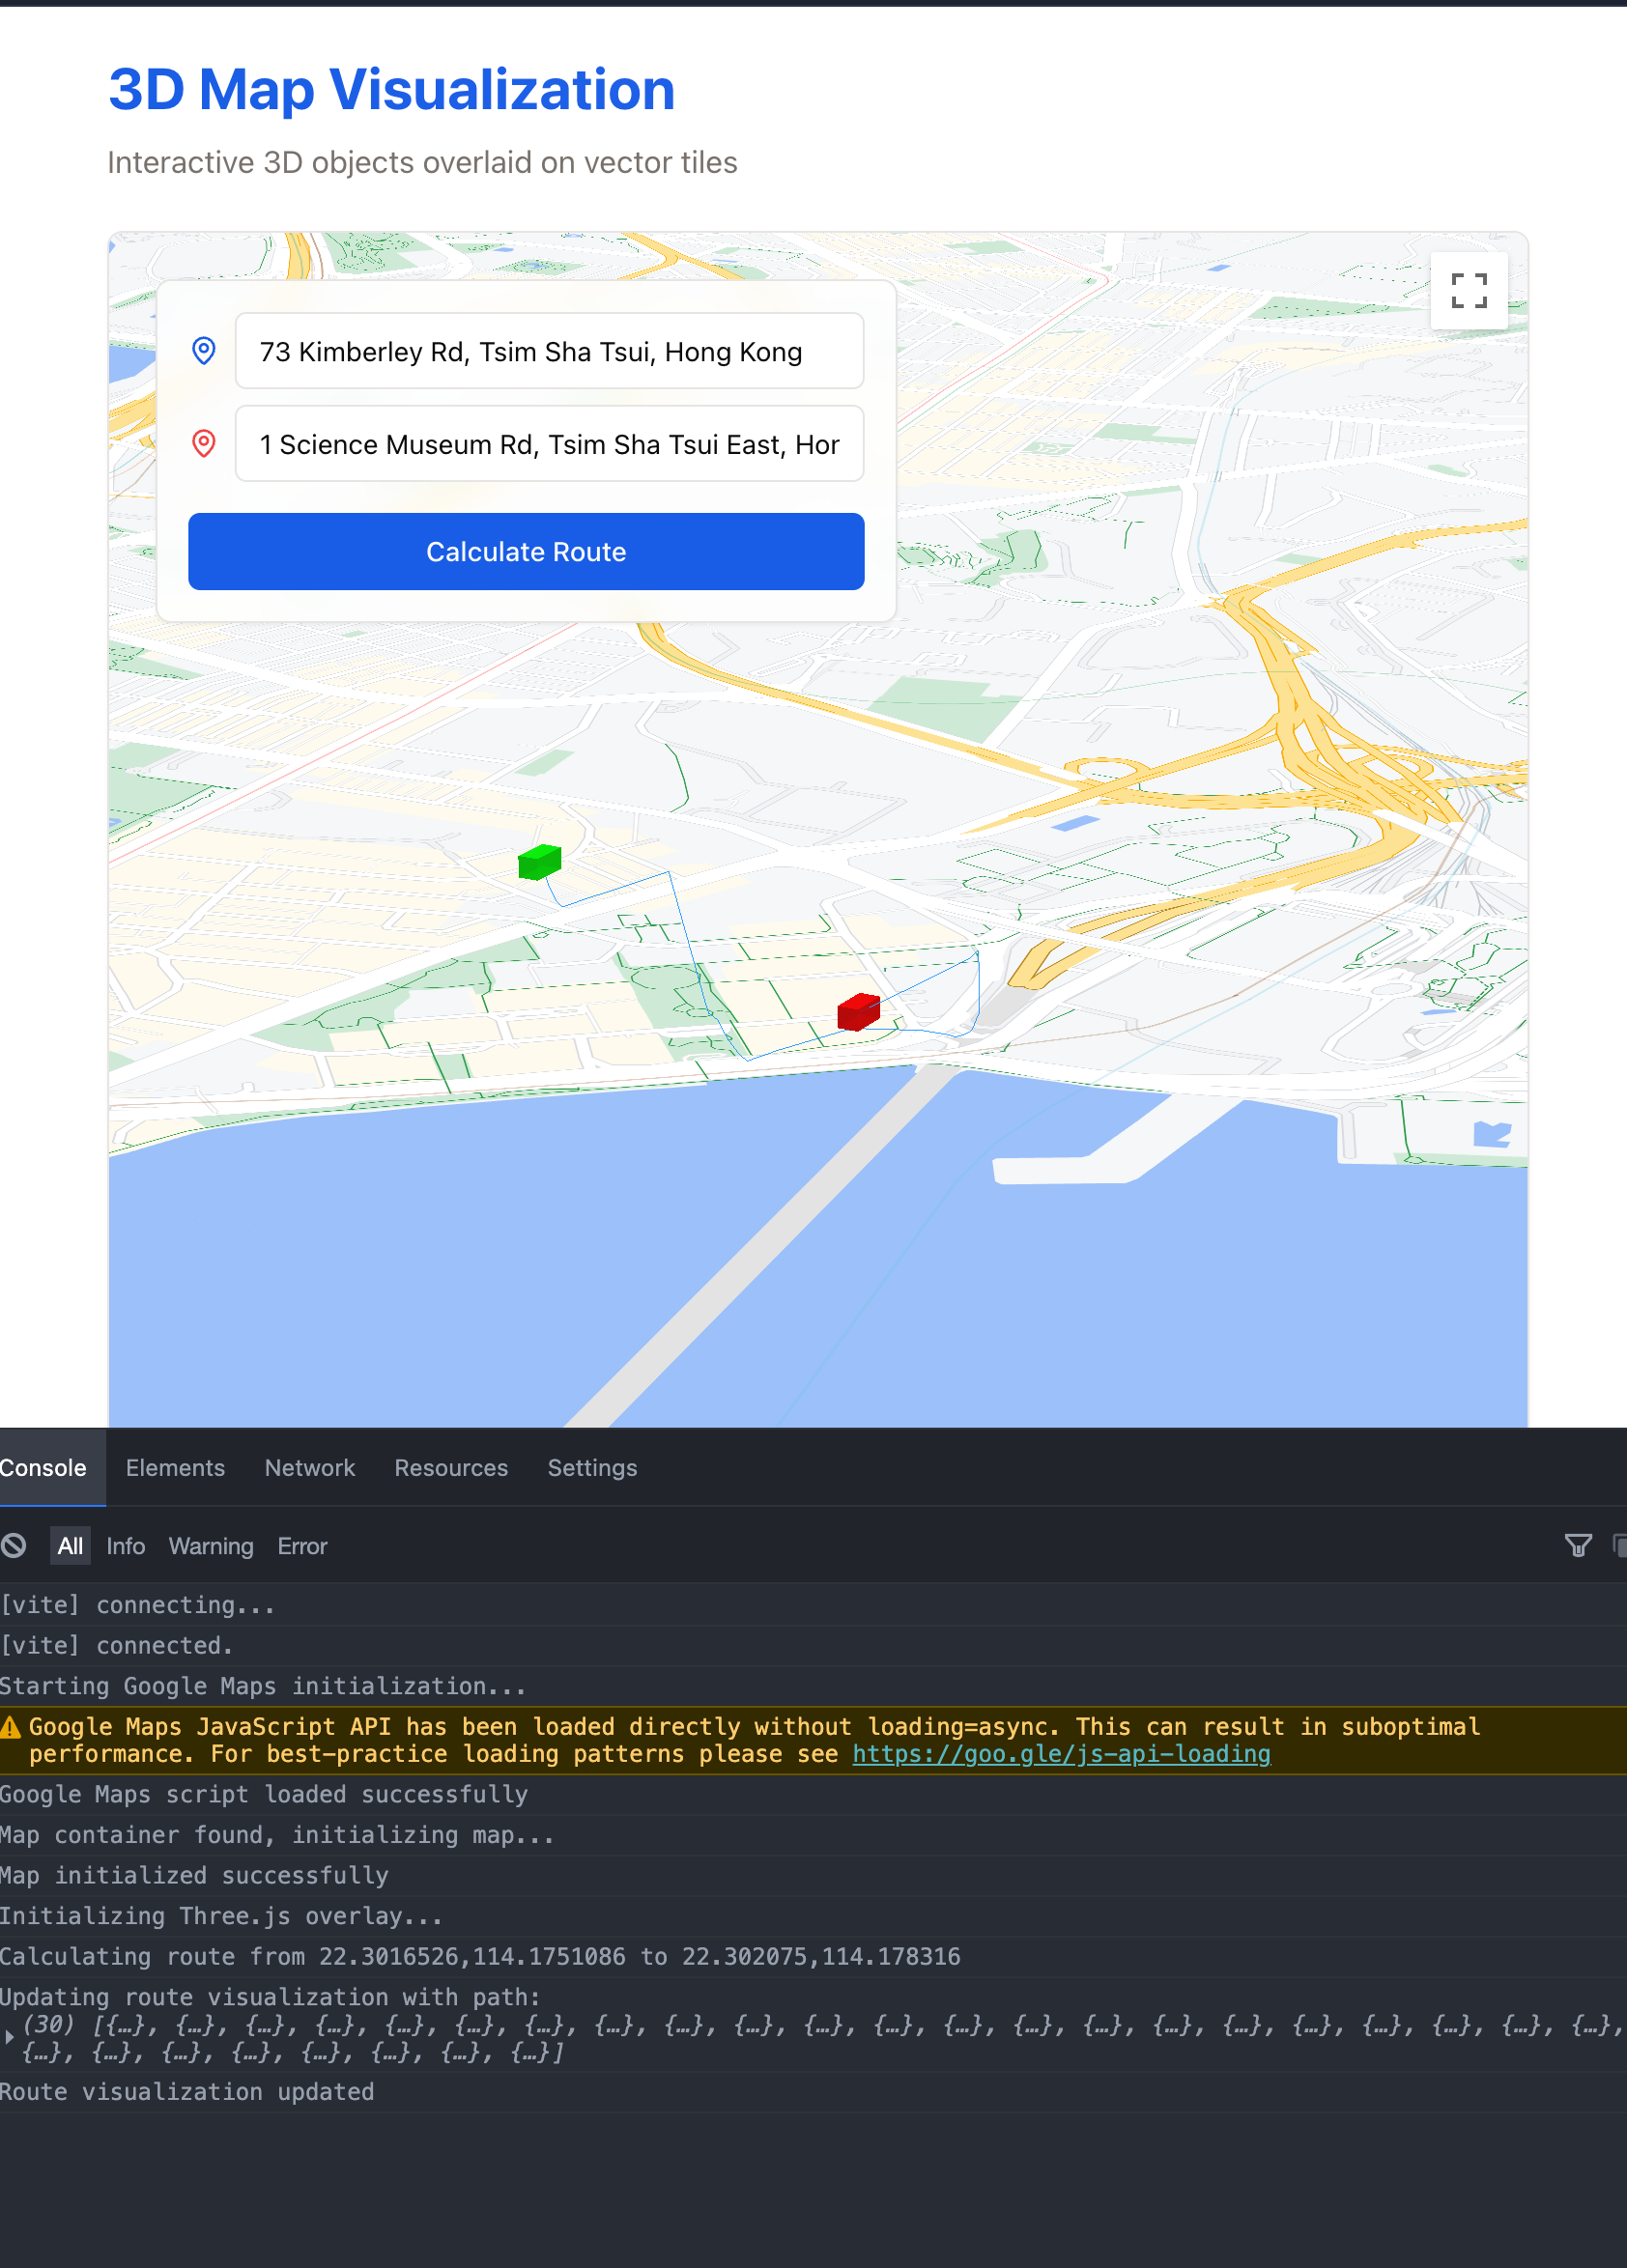 3D Map Visualization
Interactive 3D objects overlaid on vector tiles
73 Kimberley Rd, Tsim Sha Tsui, Hong Kong
1 Science Museum Rd, Tsim Sha Tsui East, Hor
Calculate Route
Console Elements Network Resources Settings
All Info Warning Error
[vite] connecting...
[vite] connected.
Starting Google Maps initialization...
Google Maps JavaScript API has been loaded directly without loading=async. This can result in suboptimal
performance. For best-practice loading patterns please see https://goo.gle/js-api-loading
Google Maps script loaded successfully
Map container found, initializing map...
Map initialized successfully
Initializing Three.js overlay...
Calculating route from 22.3016526,114.1751086 to 22.302075,114.178316
Updating route visualization with path:
(30) [{…}, {…}, {…}, {…}, {…}, {…}, {…}, {…}, {…}, {…}, {…}, {…}, {…}, {…}, {…}, {…}, {…}, {…}, {…}, {…}, {…}, {…},
{…}, {…}, {…}, {…}, {…}, {…}, {…}, {…}]
Route visualization updated